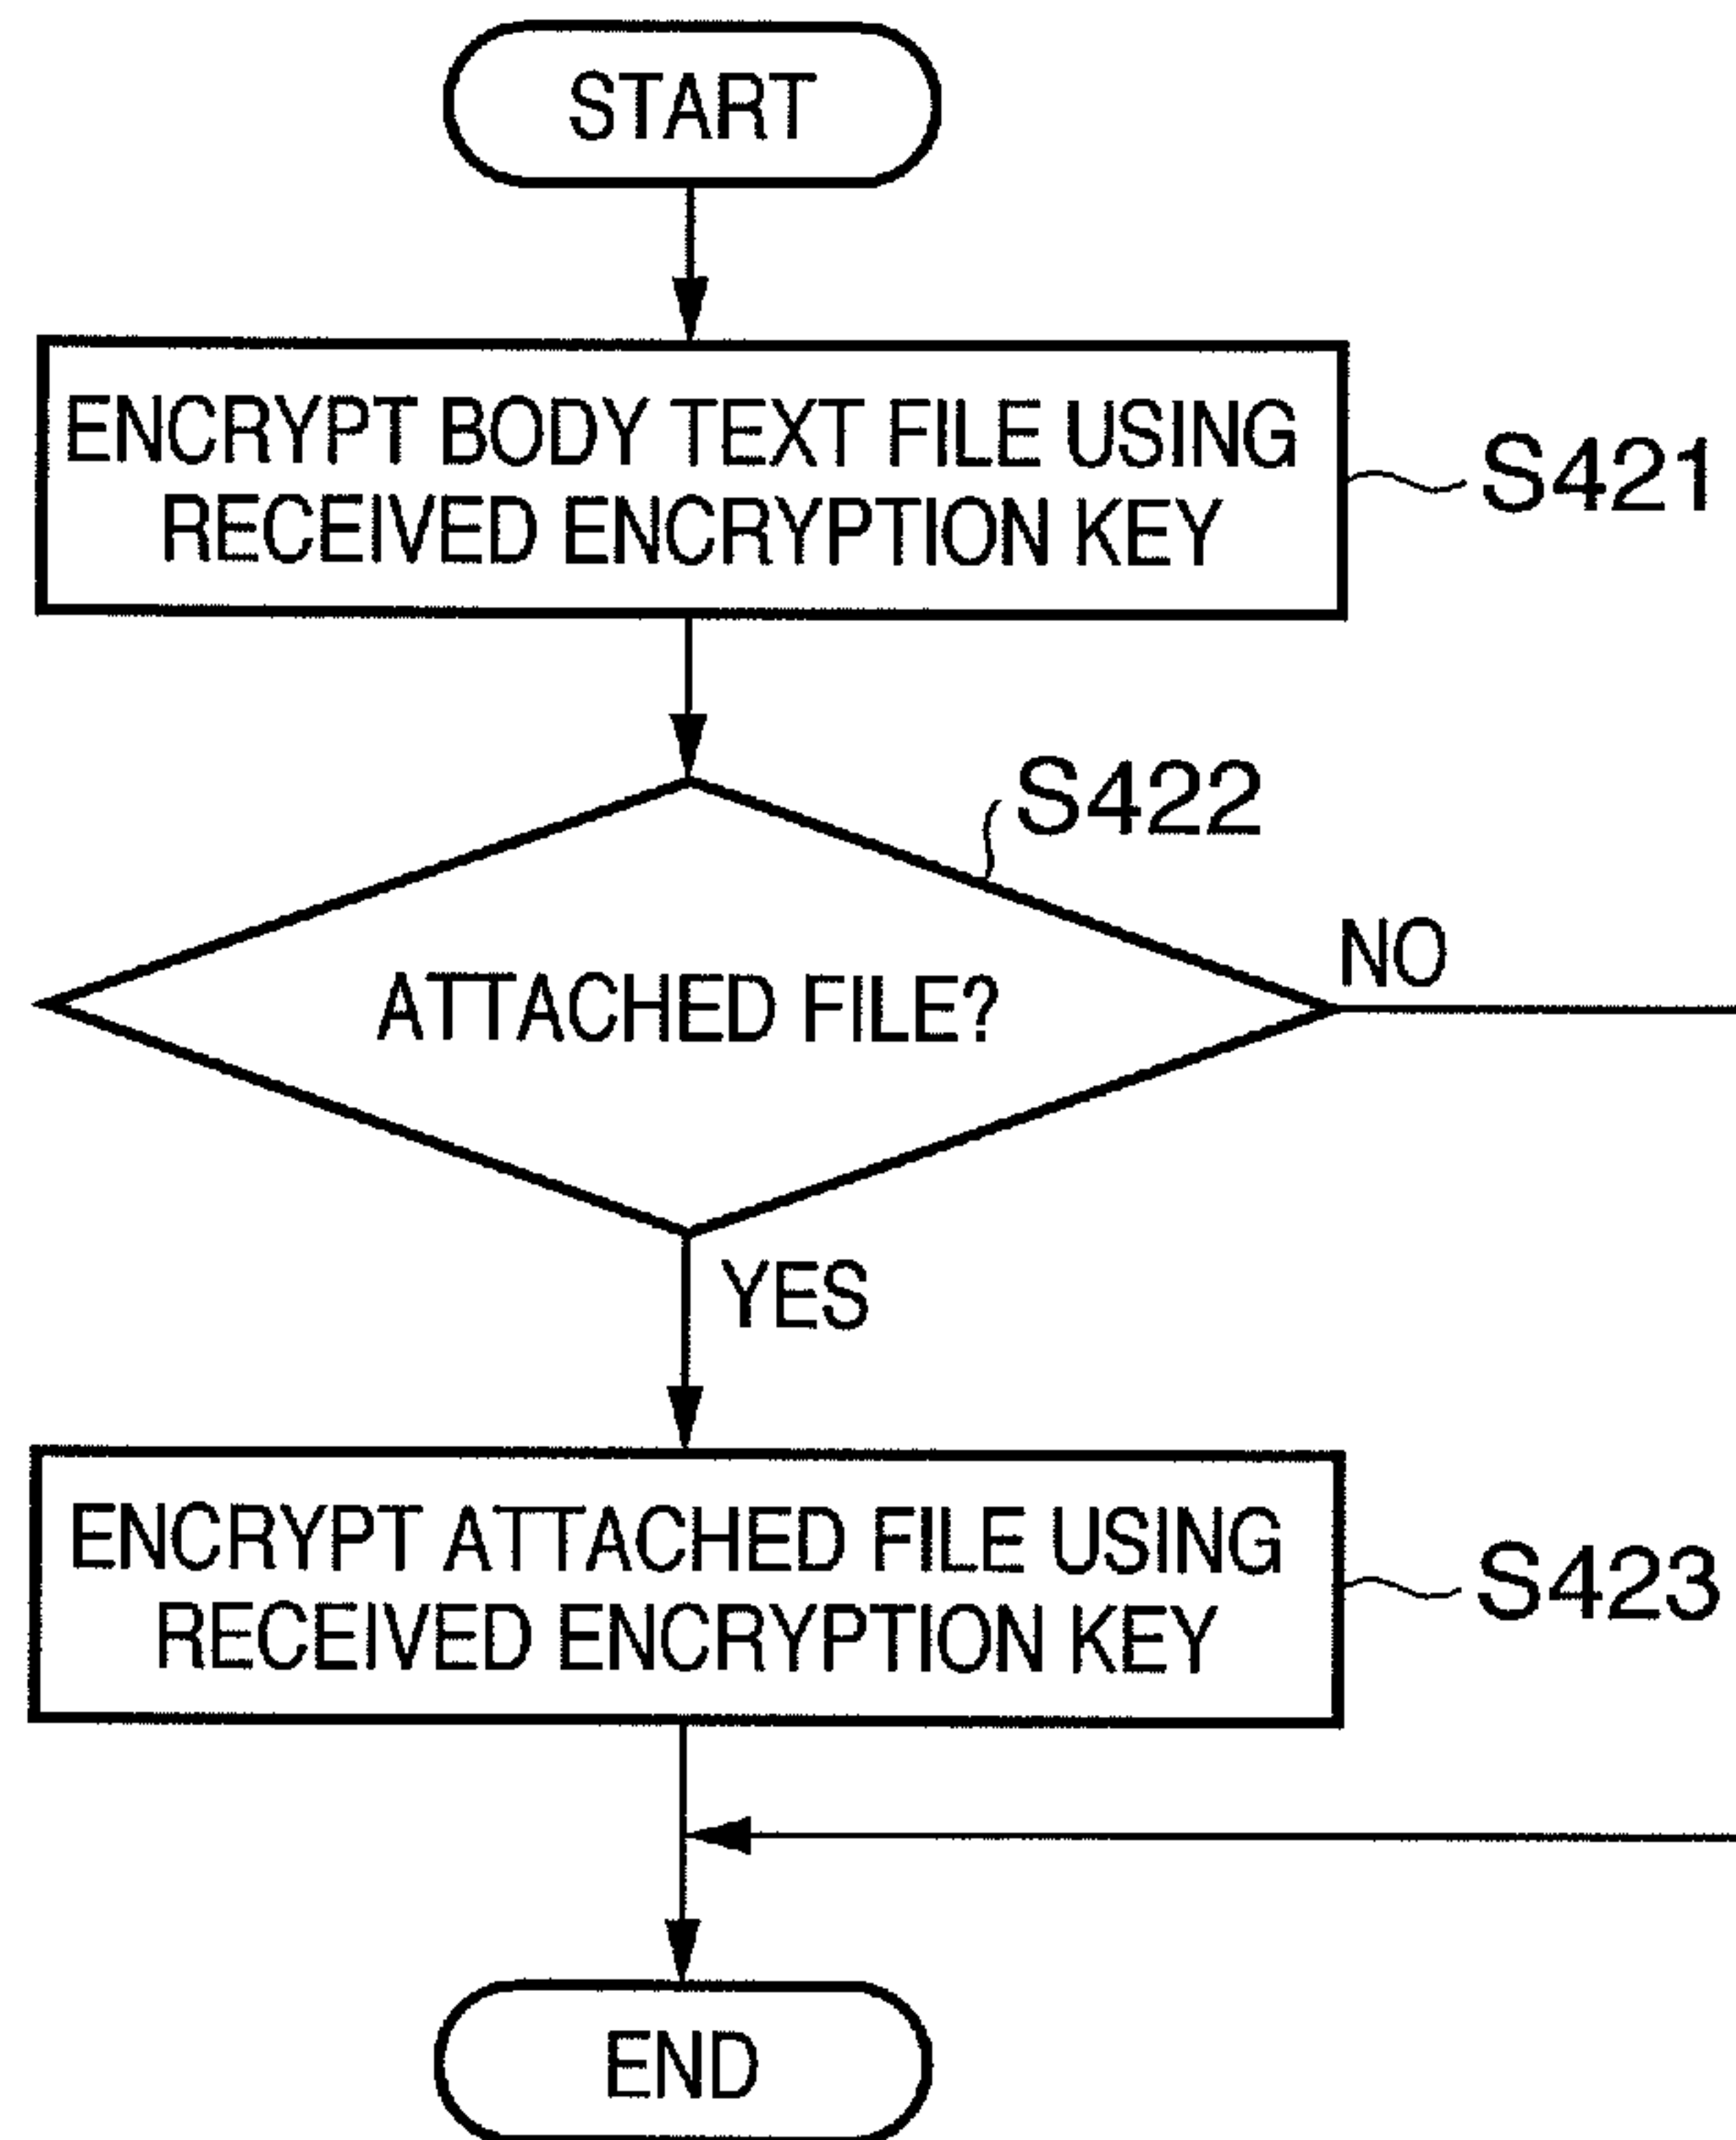 START
ENCRYPT BODY TEXT FILE USING
RECEIVED ENCRYPTION KEY
S421
S422
ATTACHED FILE?
NO
YES
ENCRYPT ATTACHED FILE USING
RECEIVED ENCRYPTION KEY
S423
END